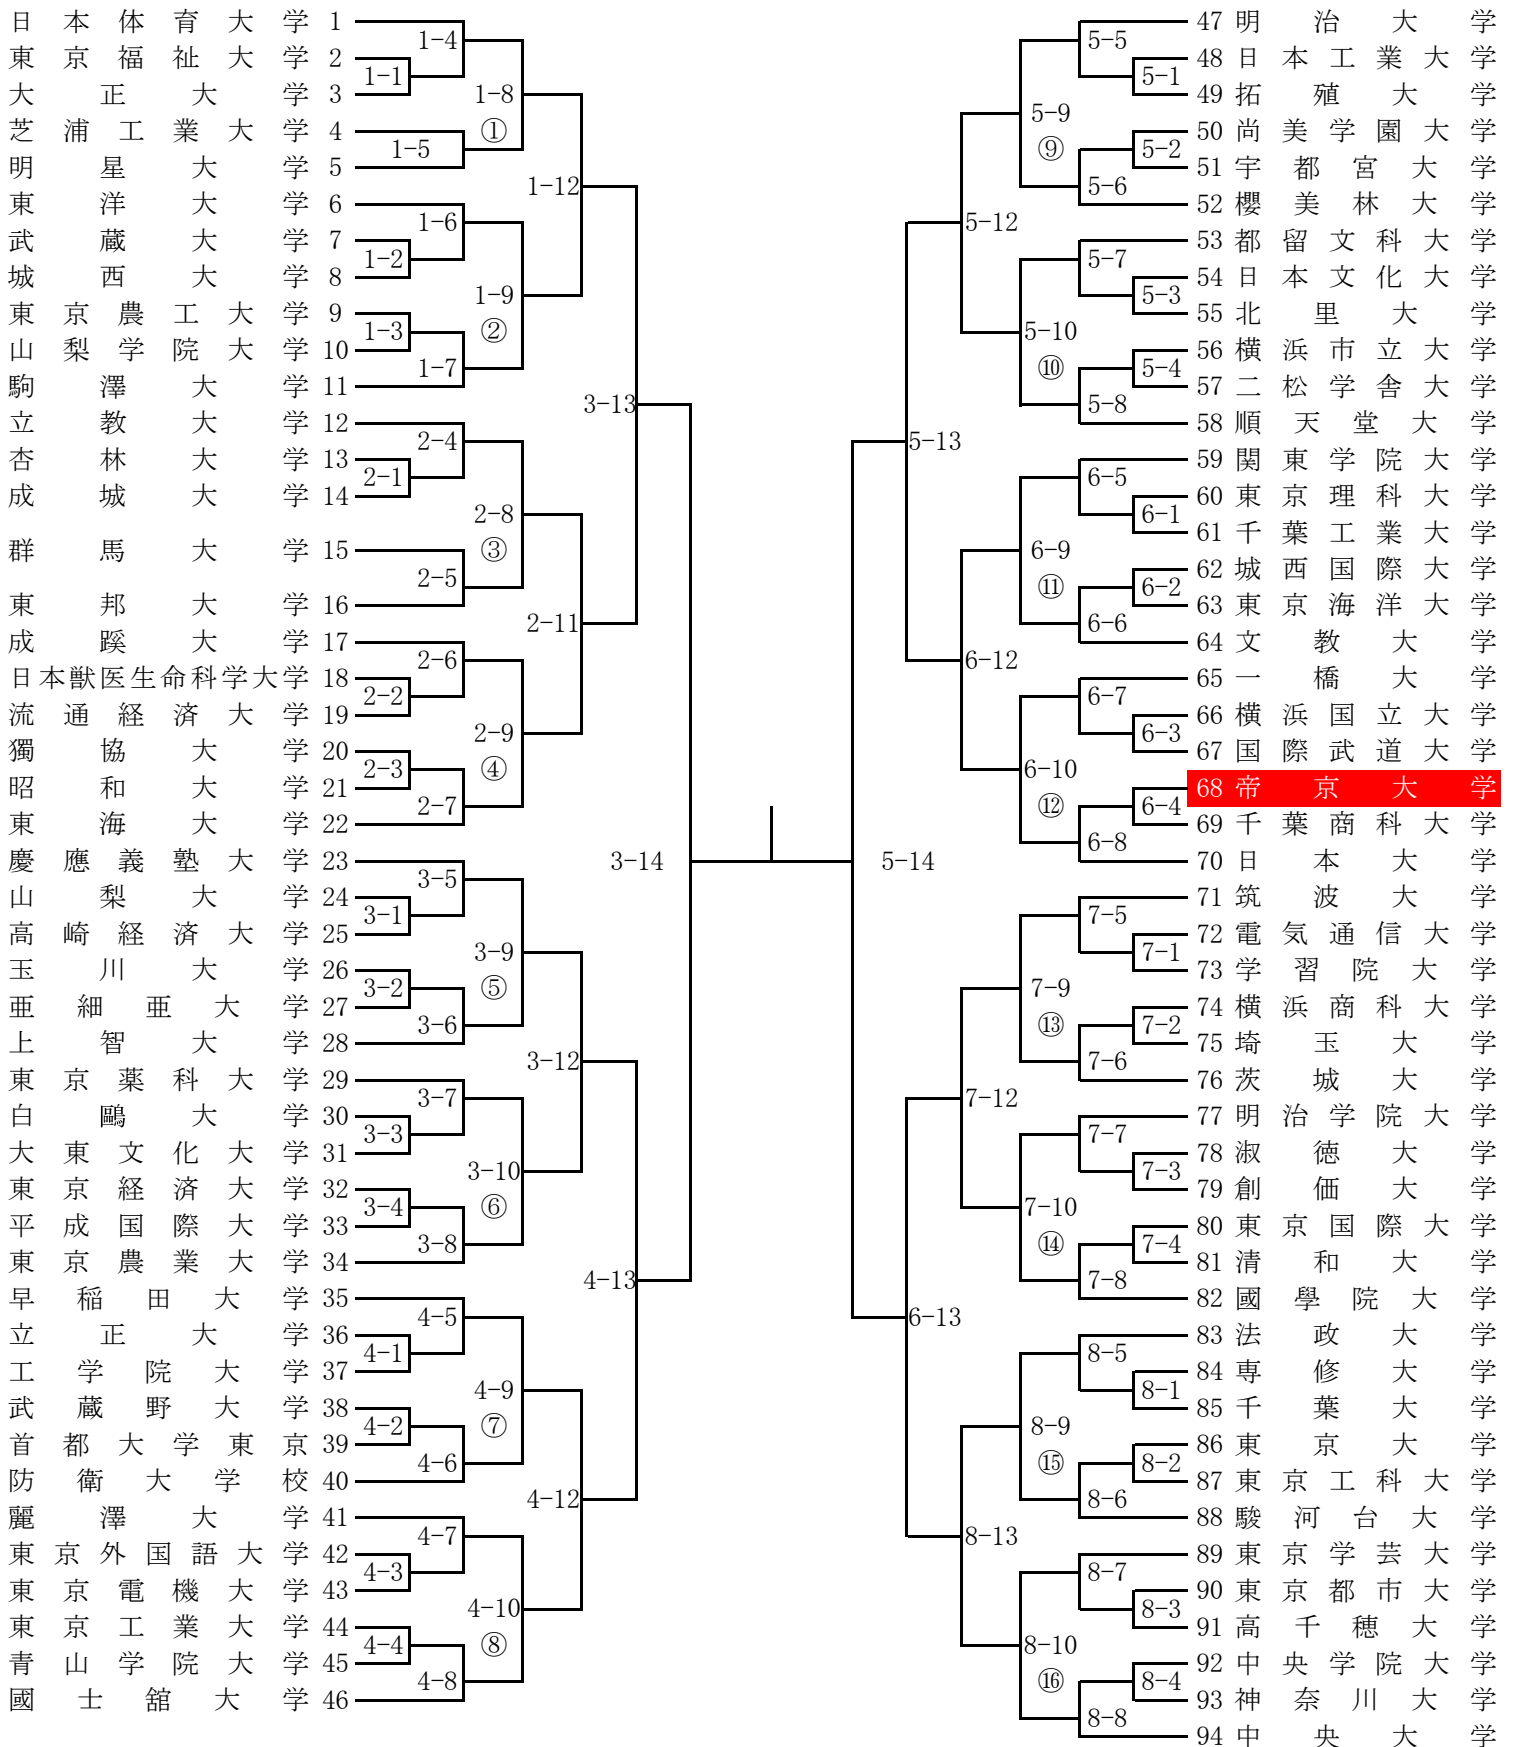 日本体育大学 1
1-4
東京福祉大学 2
1-1
大正大学 3
1-8
①
芝浦工業大学 4
1-5
明星大学 5
1-12
東洋大学 6
1-6
武蔵大学 7
1-2
城西大学 8
1-9
②
東京農工大学 9
1-3
山梨学院大学 10
1-7
駒澤大学 11
3-13
立教大学 12
2-4
杏林大学 13
2-1
成城大学 14
2-8
③
群馬大学 15
2-5
東邦大学 16
2-11
成蹊大学 17
2-6
日本獣医生命科学大学 18
2-2
流通経済大学 19
2-9
④
獨協大学 20
2-3
昭和大学 21
2-7
東海大学 22
慶應義塾大学 23
3-14
3-5
山梨大学 24
3-1
高崎経済大学 25
3-9
⑤
玉川大学 26
3-2
亜細亜大学 27
3-6
上智大学 28
3-12
東京薬科大学 29
3-7
白鷗大学 30
3-3
大東文化大学 31
3-10
⑥
東京経済大学 32
3-4
平成国際大学 33
3-8
東京農業大学 34
4-13
早稲田大学 35
4-5
立正大学 36
4-1
工学院大学 37
4-9
⑦
武蔵野大学 38
4-2
首都大学東京 39
4-6
防衛大学校 40
4-12
麗澤大学 41
4-7
東京外国語大学 42
4-3
東京電機大学 43
4-10
⑧
東京工業大学 44
4-4
青山学院大学 45
4-8
國士舘大学 46
47 明治大学
5-5
48 日本工業大学
5-1
49 拓殖大学
5-9
⑨
50 尚美学園大学
5-2
51 宇都宮大学
5-6
52 櫻美林大学
5-12
53 都留文科大学
5-7
54 日本文化大学
5-3
55 北里大学
5-10
⑩
56 横浜市立大学
5-4
57 二松学舎大学
5-8
58 順天堂大学
5-13
59 関東学院大学
6-5
60 東京理科大学
6-1
61 千葉工業大学
6-9
⑪
62 城西国際大学
6-2
63 東京海洋大学
6-6
64 文教大学
6-12
65 一橋大学
6-7
66 横浜国立大学
6-3
67 国際武道大学
6-10
⑫
68 帝京大学
6-4
69 千葉商科大学
6-8
70 日本大学
5-14
71 筑波大学
7-5
72 電気通信大学
7-1
73 学習院大学
7-9
⑬
74 横浜商科大学
7-2
75 埼玉大学
7-6
76 茨城大学
7-12
77 明治学院大学
7-7
78 淑徳大学
7-3
79 創価大学
7-10
⑭
80 東京国際大学
7-4
81 清和大学
7-8
82 國學院大学
6-13
83 法政大学
8-5
84 専修大学
8-1
85 千葉大学
8-9
⑮
86 東京大学
8-2
87 東京工科大学
8-6
88 駿河台大学
8-13
89 東京学芸大学
8-7
90 東京都市大学
8-3
91 高千穂大学
8-10
⑯
92 中央学院大学
8-4
93 神奈川大学
8-8
94 中央大学